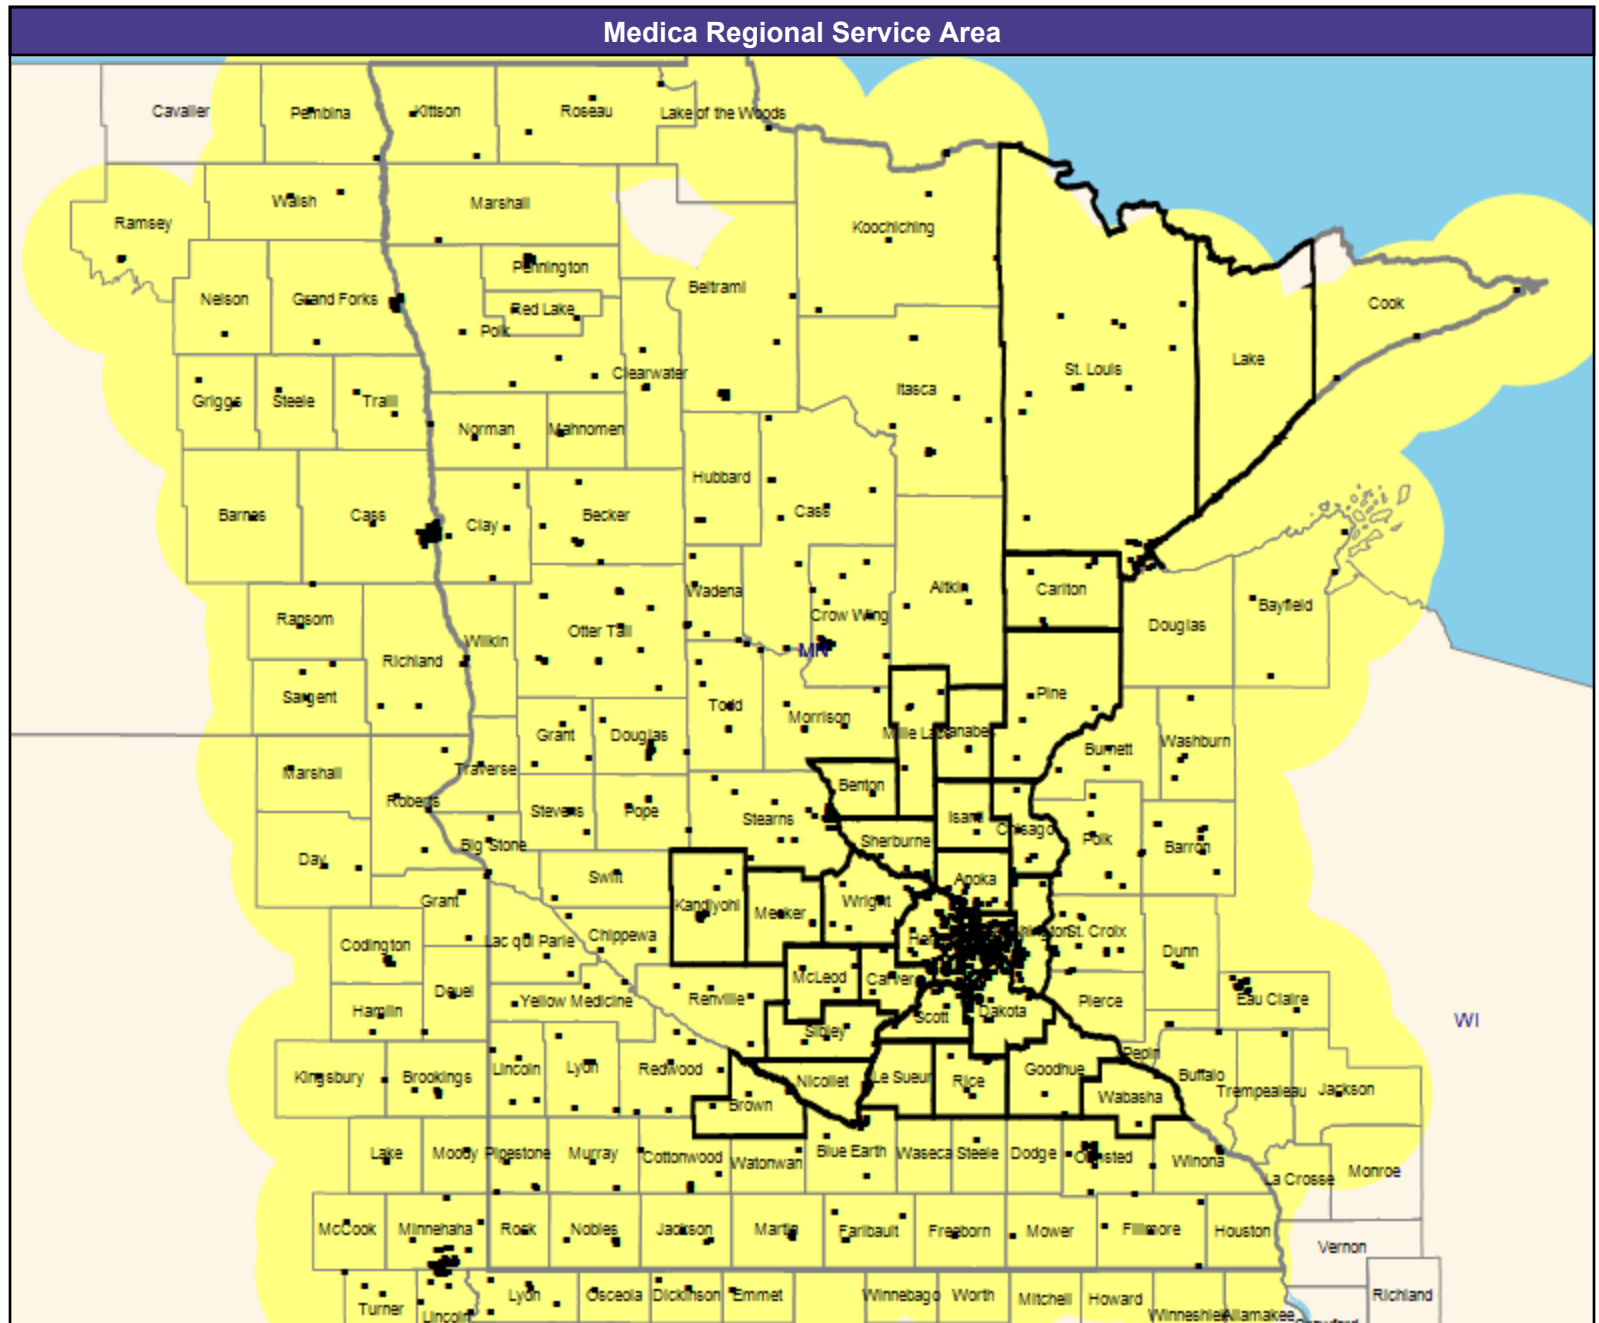 Medica Regional Service Area
Cavalier Pembina Kittson Roseau Lake of the Woods
Walsh Marshall
Ramsey Koochiching
Pennington
Nelson Grand Forks Red Lake Beltrami Cook
Polk
Clearwater Itasca St. Louis Lake
Griggs Steele Traill
Norman Mahnomen
Hubbard
Barnes Cass Clay Becker Cass
Wadena Aitkin Carlton
Ransom Otter Tail Crow Wing Douglas Bayfield
Richland Wilkin MN
Sargent Todd Morrison Pine
Grant Douglas Mille Burnett Washburn
Marshall Traverse Benton
Roberts Stevens Pope Stearns Isanti Chisago
Day Big Stone Sherburne Polk Barron
Swift Anoka
Grant Kandiyohi Meeker Wright
Codington Lac qui Parle Chippewa St. Croix Dunn
Deuel McLeod Carver
Hamlin Yellow Medicine Renville Scott Dakota Pierce Eau Claire
Sibley WI
Pepin
Kingsbury Brookings Lincoln Lyon Redwood Nicollet Le Sueur Rice Goodhue Buffalo Trempealeau Jackson
Brown Wabasha
Lake Moody Pipestone Murray Cottonwood Watonwan Blue Earth Waseca Steele Dodge Olmsted Winona
La Crosse Monroe
McCook Minnehaha Rock Nobles Jackson Martin Faribault Freeborn Mower Fillmore Houston
Vernon
Turner Lincoln Lyon Osceola Dickinson Emmet Winnebago Worth Mitchell Howard Winneshiek Allamakee Richland